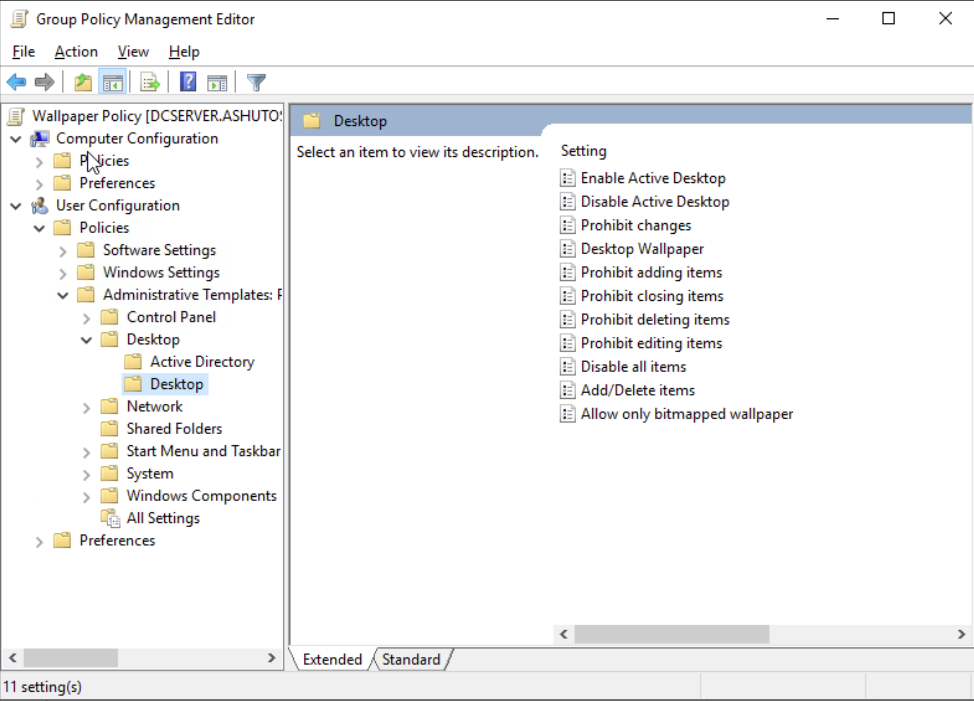 Group Policy Management Editor
File Action View Help
Wallpaper Policy [DCSERVER.ASHUTO
Computer Configuration
Policies
Preferences
User Configuration
Policies
Software Settings
Windows Settings
Administrative Templates:
Control Panel
Desktop
Active Directory
Desktop
Network
Shared Folders
Start Menu and Taskbar
System
Windows Components
All Settings
Preferences
Desktop
Select an item to view its description.
Setting
Enable Active Desktop
Disable Active Desktop
Prohibit changes
Desktop Wallpaper
Prohibit adding items
Prohibit closing items
Prohibit deleting items
Prohibit editing items
Disable all items
Add/Delete items
Allow only bitmapped wallpaper
Extended Standard
11 setting(s)